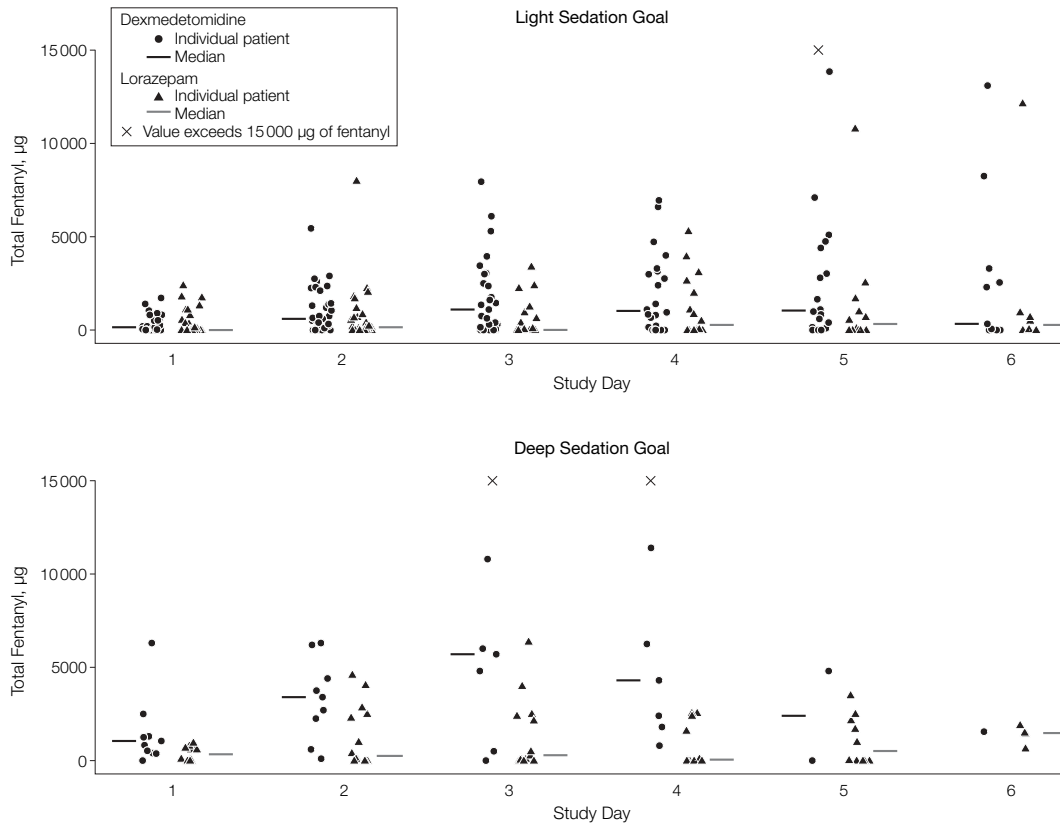 Light Sedation Goal
Dexmedetomidine
Individual patient
Median
Lorazepam
Individual patient
Median
Value exceeds 15 000 µg of fentanyl
Total Fentanyl, µg
15 000
10 000
5000
0
1 2 3 4 5 6
Study Day
Deep Sedation Goal
Total Fentanyl, µg
15 000
10 000
5000
0
1 2 3 4 5 6
Study Day